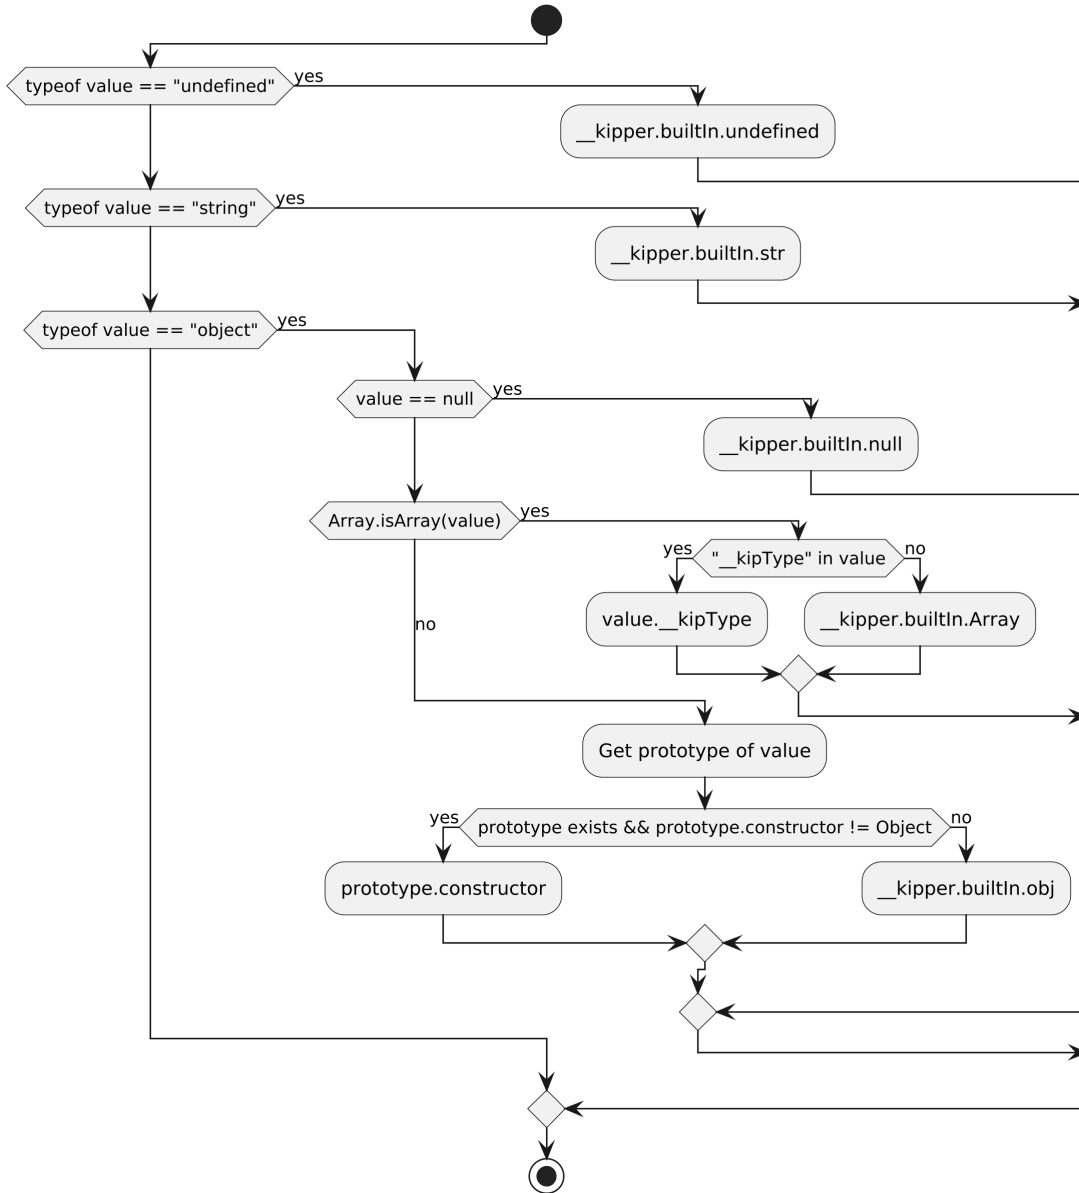 typeof value == "undefined"
yes
__kipper.builtIn.undefined
typeof value == "string"
yes
__kipper.builtIn.str
typeof value == "object"
yes
value == null
yes
__kipper.builtIn.null
Array.isArray(value)
yes
yes
"__kipType" in value
no
value.__kipType
__kipper.builtIn.Array
no
Get prototype of value
yes
prototype exists && prototype.constructor != Object
no
prototype.constructor
__kipper.builtIn.obj